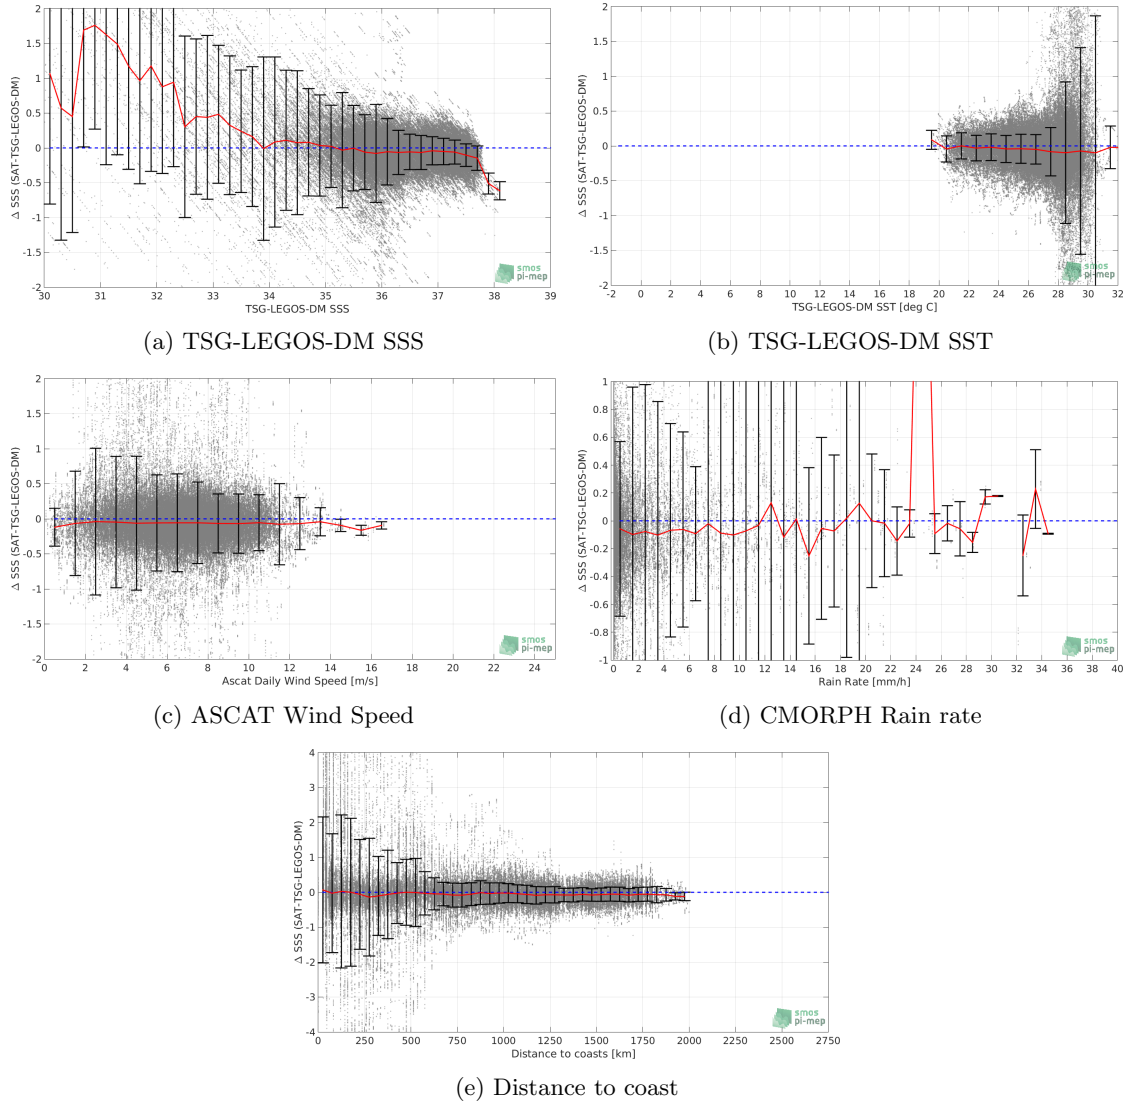 2
1.5
1
0.5
0
-0.5
-1
-1.5
-2
Δ SSS (SAT-TSG-LEGOS-DM)
30 31 32 33 34 35 36 37 38 39
TSG-LEGOS-DM SSS
smos
pi-mep
(a) TSG-LEGOS-DM SSS
2
1.5
1
0.5
0
-0.5
-1
-1.5
-2
Δ SSS (SAT-TSG-LEGOS-DM)
-2 0 2 4 6 8 10 12 14 16 18 20 22 24 26 28 30 32
TSG-LEGOS-DM SST [deg C]
smos
pi-mep
(b) TSG-LEGOS-DM SST
2
1.5
1
0.5
0
-0.5
-1
-1.5
-2
Δ SSS (SAT-TSG-LEGOS-DM)
0 2 4 6 8 10 12 14 16 18 20 22 24
Ascat Daily Wind Speed [m/s]
smos
pi-mep
(c) ASCAT Wind Speed
1
0.8
0.6
0.4
0.2
0
-0.2
-0.4
-0.6
-0.8
-1
Δ SSS (SAT-TSG-LEGOS-DM)
0 2 4 6 8 10 12 14 16 18 20 22 24 26 28 30 32 34 36 38 40
Rain Rate [mm/h]
smos
pi-mep
(d) CMORPH Rain rate
4
3
2
1
0
-1
-2
-3
-4
Δ SSS (SAT-TSG-LEGOS-DM)
0 250 500 750 1000 1250 1500 1750 2000 2250 2500 2750
Distance to coasts [km]
smos
pi-mep
(e) Distance to coast